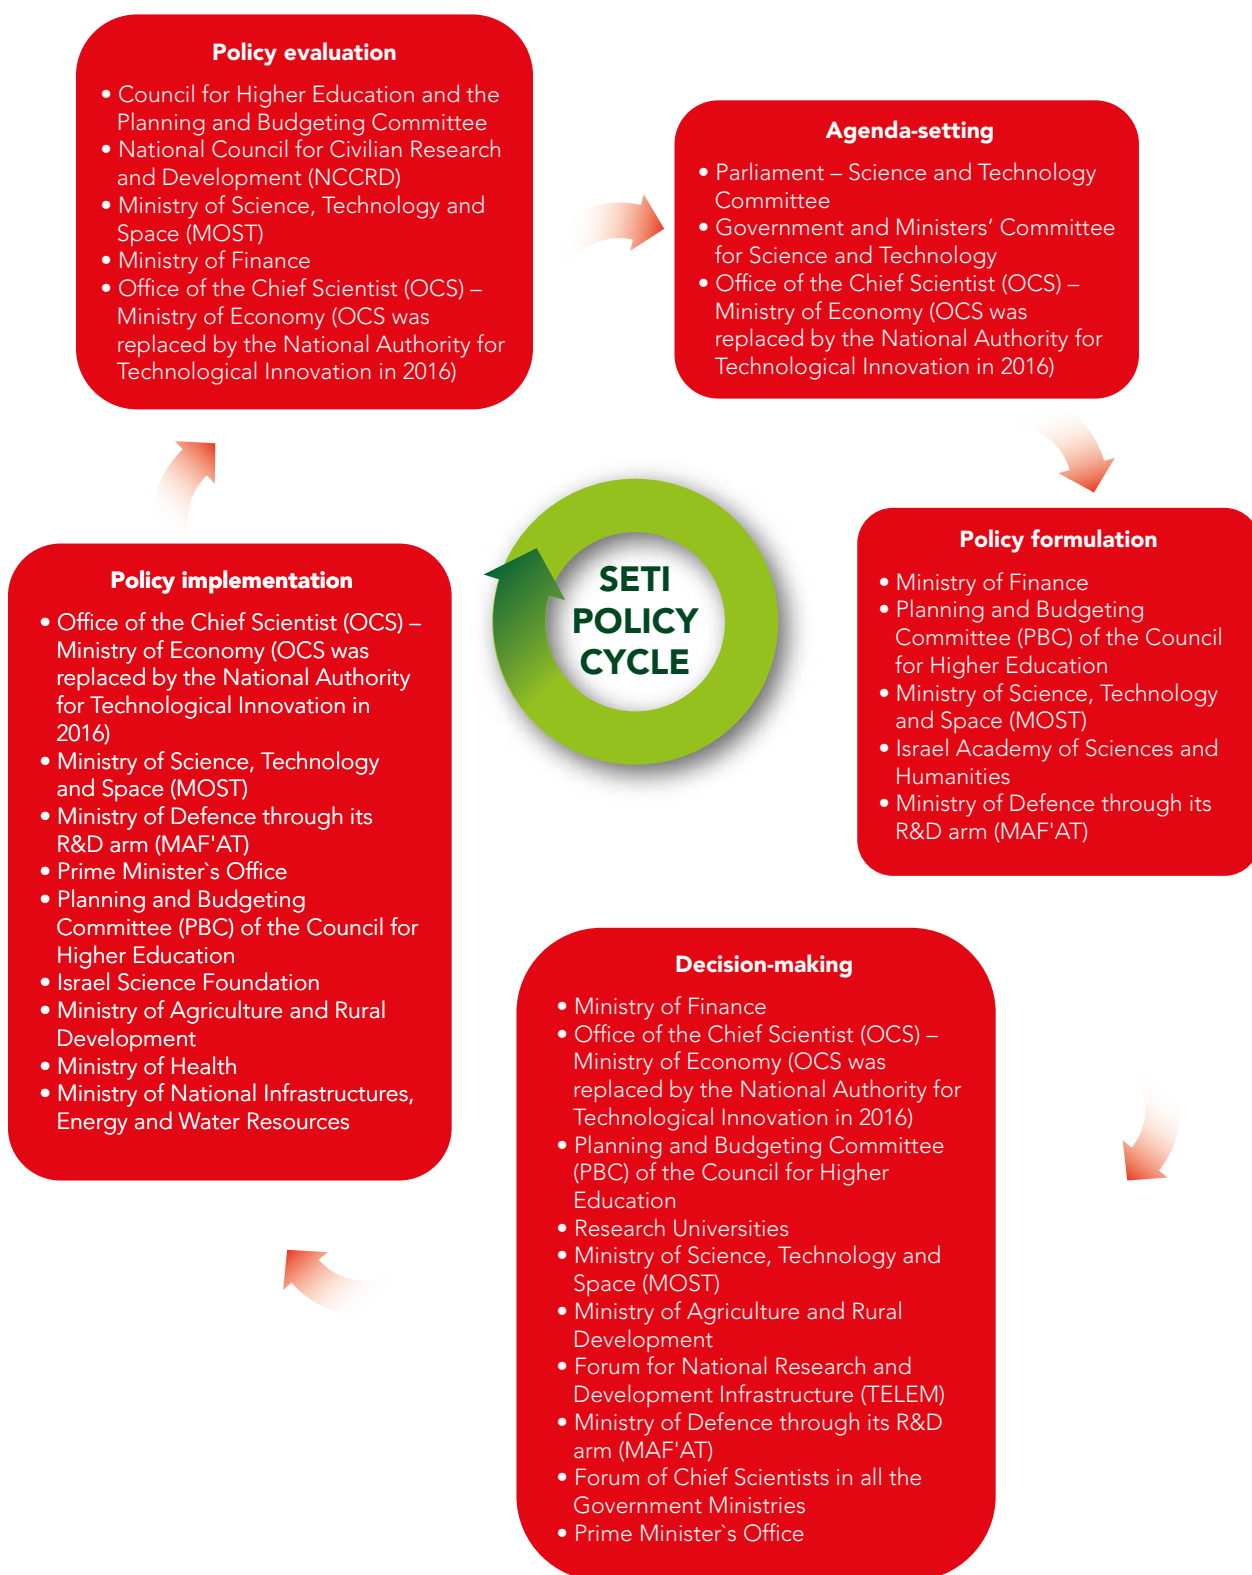 Policy evaluation
• Council for Higher Education and the
Planning and Budgeting Committee
• National Council for Civilian Research
and Development (NCCRD)
• Ministry of Science, Technology and
Space (MOST)
• Ministry of Finance
• Office of the Chief Scientist (OCS) –
Ministry of Economy (OCS was
replaced by the National Authority for
Technological Innovation in 2016)
Agenda-setting
• Parliament – Science and Technology
Committee
• Government and Ministers’ Committee
for Science and Technology
• Office of the Chief Scientist (OCS) –
Ministry of Economy (OCS was
replaced by the National Authority for
Technological Innovation in 2016)
Policy formulation
• Ministry of Finance
• Planning and Budgeting
Committee (PBC) of the Council
for Higher Education
• Ministry of Science, Technology
and Space (MOST)
• Israel Academy of Sciences and
Humanities
• Ministry of Defence through its
R&D arm (MAF'AT)
Decision-making
• Ministry of Finance
• Office of the Chief Scientist (OCS) –
Ministry of Economy (OCS was
replaced by the National Authority for
Technological Innovation in 2016)
• Planning and Budgeting Committee
(PBC) of the Council for Higher
Education
• Research Universities
• Ministry of Science, Technology and
Space (MOST)
• Ministry of Agriculture and Rural
Development
• Forum for National Research and
Development Infrastructure (TELEM)
• Ministry of Defence through its R&D
arm (MAF'AT)
• Forum of Chief Scientists in all the
Government Ministries
• Prime Minister`s Office
Policy implementation
• Office of the Chief Scientist (OCS) –
Ministry of Economy (OCS was
replaced by the National Authority
for Technological Innovation in
2016)
• Ministry of Science, Technology
and Space (MOST)
• Ministry of Defence through its
R&D arm (MAF'AT)
• Prime Minister`s Office
• Planning and Budgeting
Committee (PBC) of the Council for
Higher Education
• Israel Science Foundation
• Ministry of Agriculture and Rural
Development
• Ministry of Health
• Ministry of National Infrastructures,
Energy and Water Resources
SETI
POLICY
CYCLE